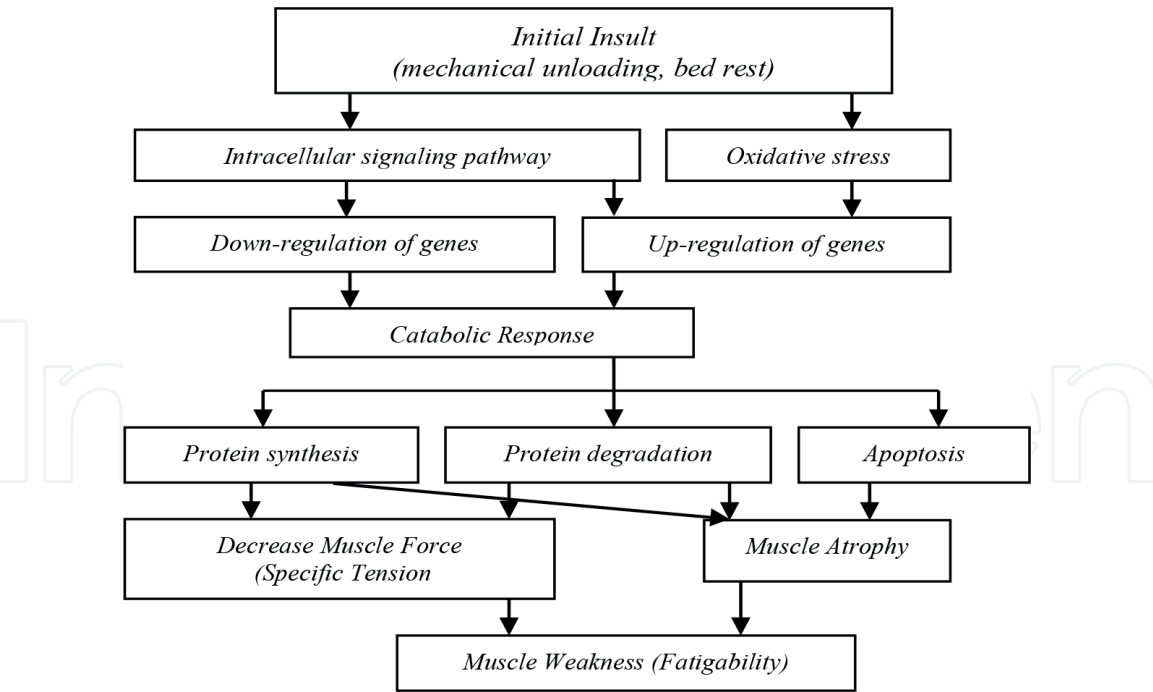 Initial Insult
(mechanical unloading, bed rest)
Intracellular signaling pathway
Oxidative stress
Down-regulation of genes
Up-regulation of genes
Catabolic Response
Protein synthesis
Protein degradation
Apoptosis
Decrease Muscle Force
(Specific Tension
Muscle Atrophy
Muscle Weakness (Fatigability)